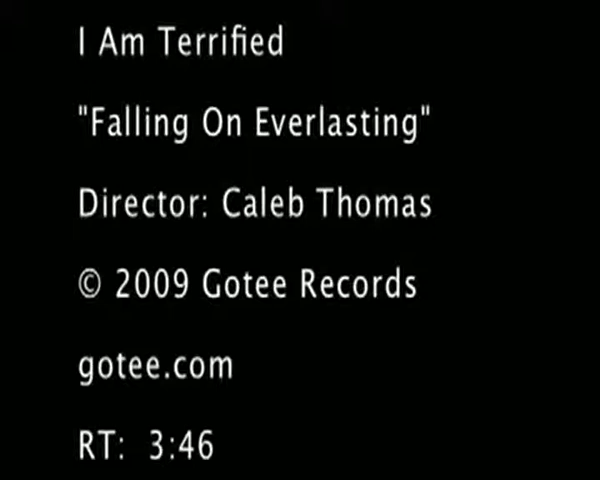 I Am Terrified
"Falling On Everlasting"
Director: Caleb Thomas
© 2009 Gotee Records
gotee.com
RT: 3:46